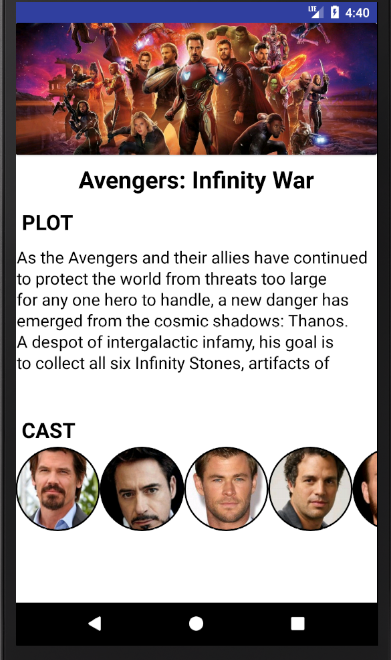 LTE 4:40
Avengers: Infinity War
PLOT
As the Avengers and their allies have continued
to protect the world from threats too large
for any one hero to handle, a new danger has
emerged from the cosmic shadows: Thanos.
A despot of intergalactic infamy, his goal is
to collect all six Infinity Stones, artifacts of
CAST